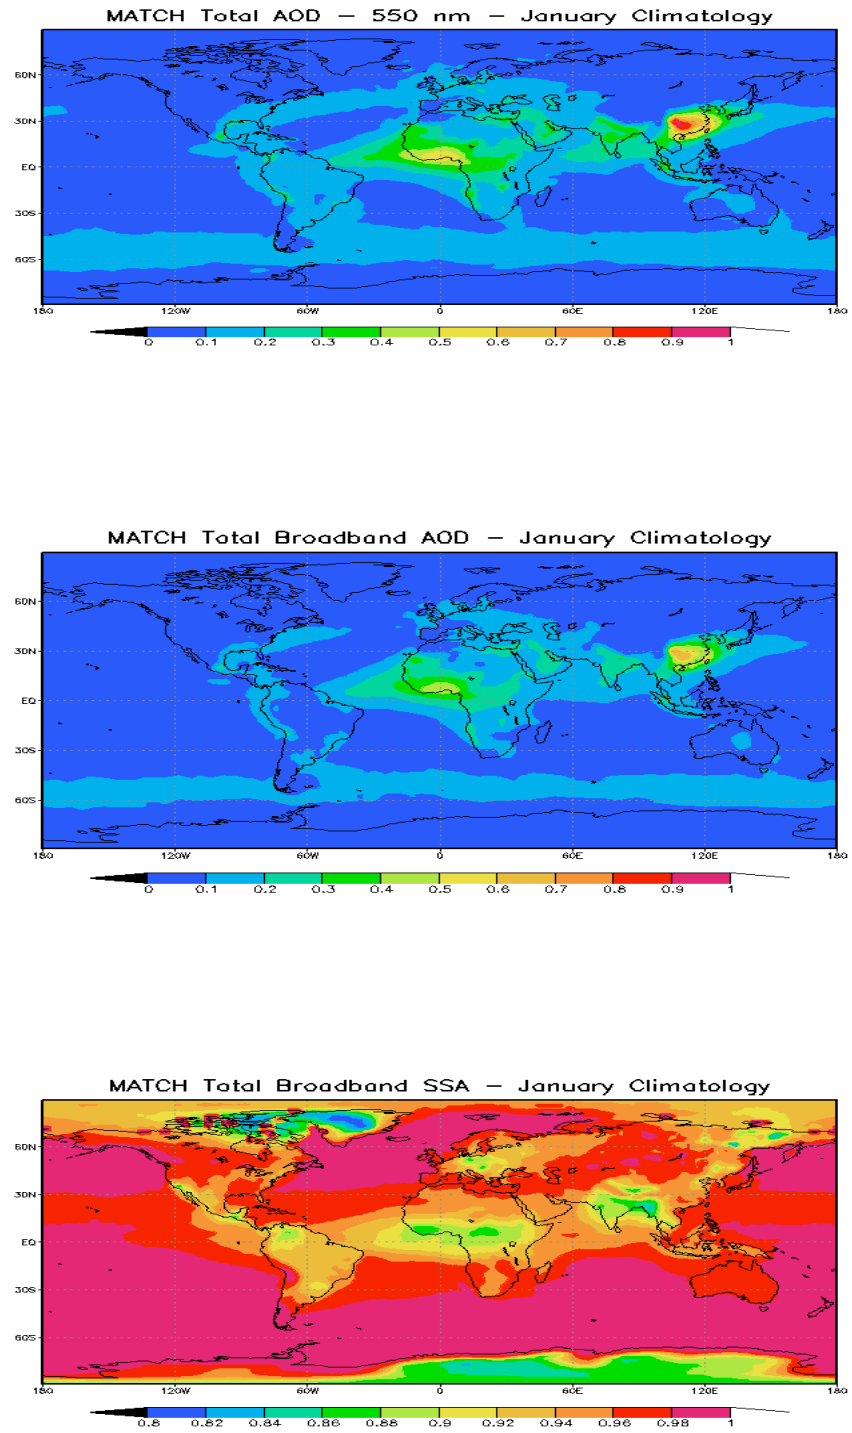 MATCH Total AOD – 550 nm – January Climatology
60N
30N
EQ
30S
60S
180 120W 60W 0 60E 120E 180
0 0.1 0.2 0.3 0.4 0.5 0.6 0.7 0.8 0.9 1
MATCH Total Broadband AOD – January Climatology
60N
30N
EQ
30S
60S
180 120W 60W 0 60E 120E 180
0 0.1 0.2 0.3 0.4 0.5 0.6 0.7 0.8 0.9 1
MATCH Total Broadband SSA – January Climatology
60N
30N
EQ
30S
60S
180 120W 60W 0 60E 120E 180
0.8 0.82 0.84 0.86 0.88 0.9 0.92 0.94 0.96 0.98 1